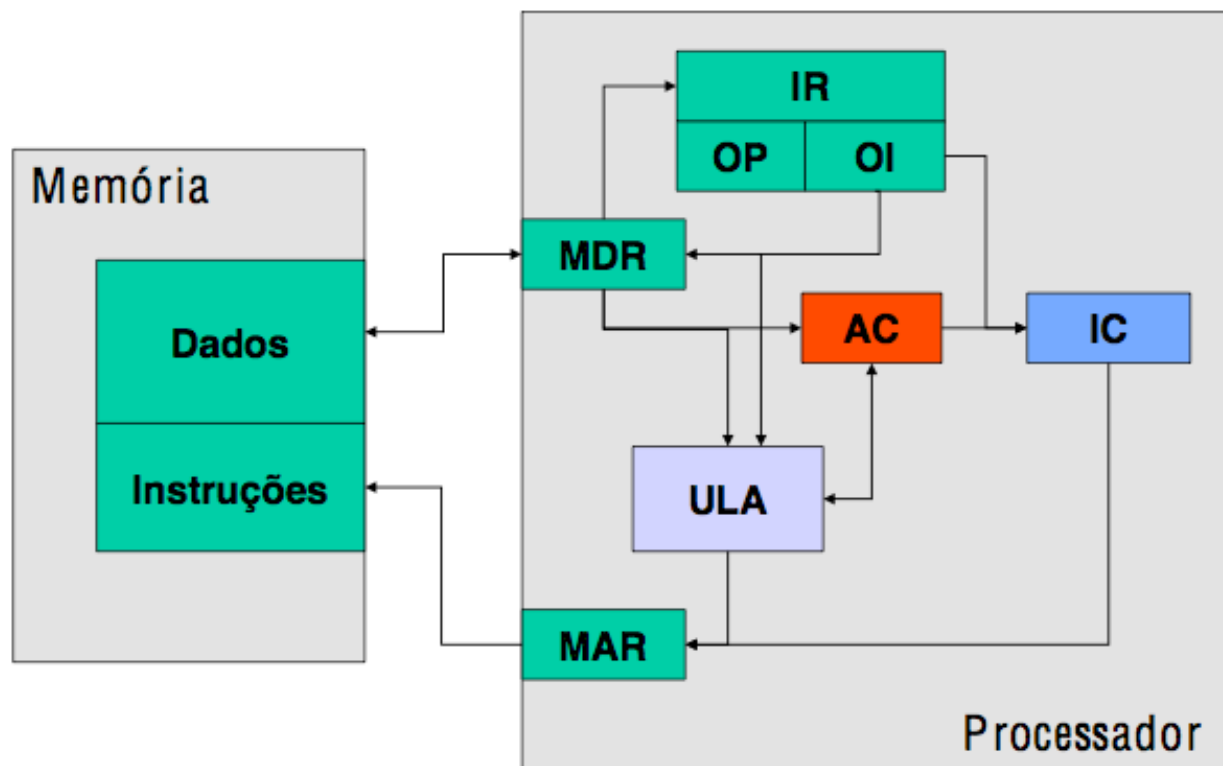 Memória
Dados
Instruções
IR
OP
OI
MDR
AC
IC
ULA
MAR
Processador